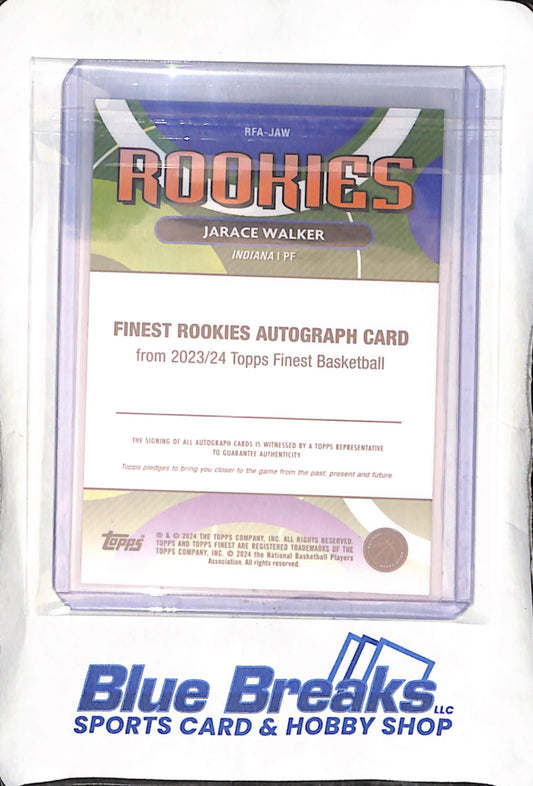 RFA-JAW
ROOKIES
JARACE WALKER
INDIANA | PF
FINEST ROOKIES AUTOGRAPH CARD
from 2023/24 Topps Finest Basketball
THE SIGNING OF ALL AUTOGRAPH CARDS IS WITNESSED BY A TOPPS REPRESENTATIVE
TO GUARANTEE AUTHENTICITY
Topps pledges to bring you closer to the game from the past, present and future
topps
® & © 2024 THE TOPPS COMPANY, INC. ALL RIGHTS RESERVED.
TOPPS AND TOPPS FINEST ARE REGISTERED TRADEMARKS OF THE
TOPPS COMPANY, INC. © 2024 the National Basketball Players
Association. All rights reserved.
Blue Breaks LLC
SPORTS CARD & HOBBY SHOP